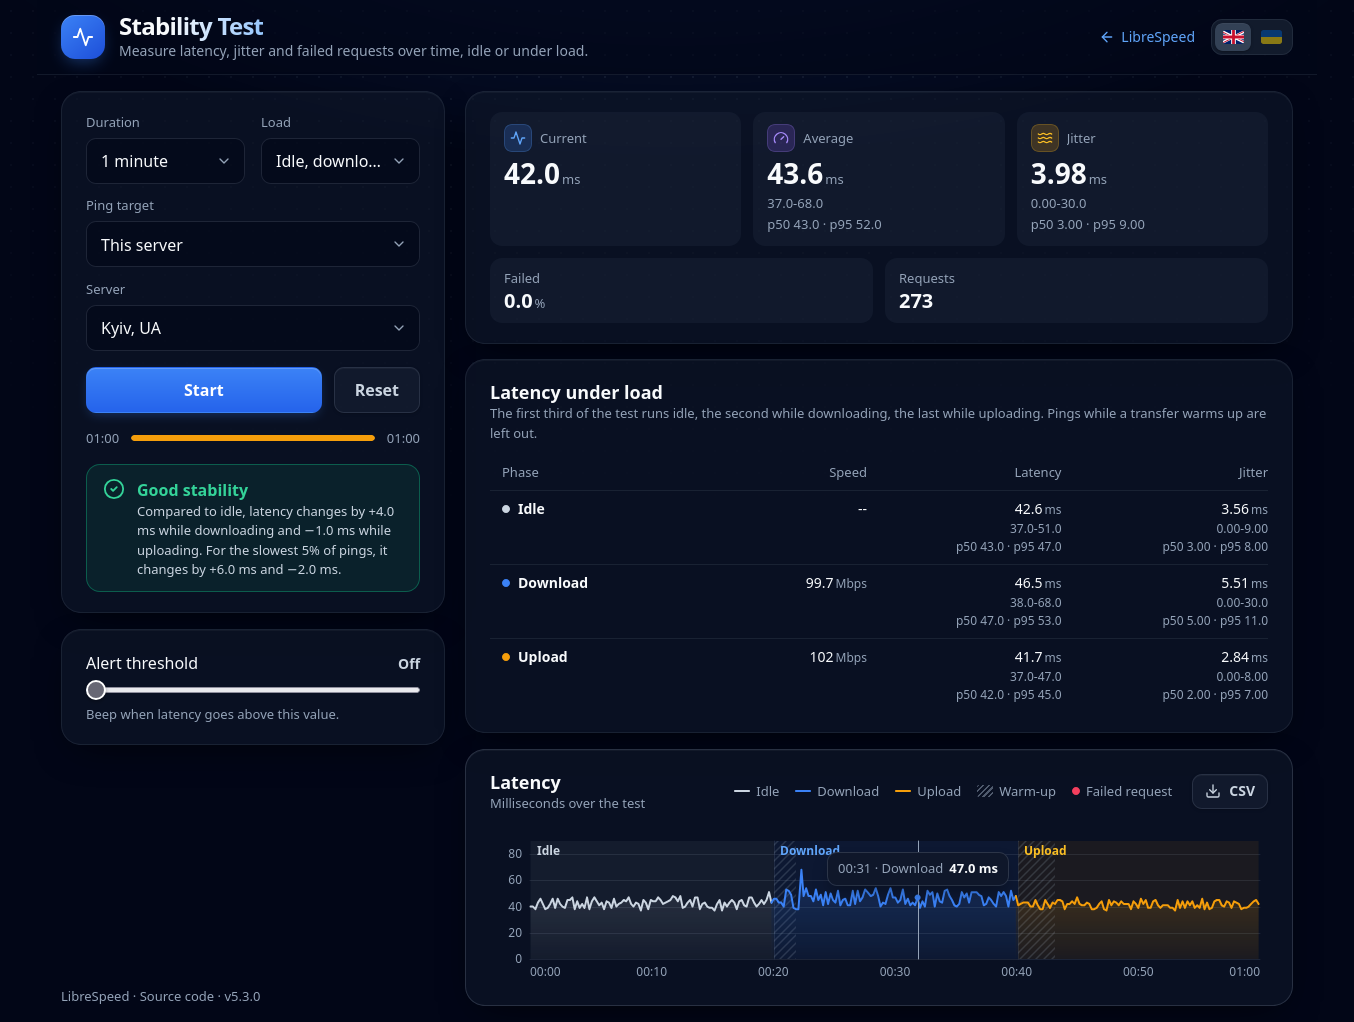 Stability Test
Measure latency, jitter and failed requests over time, idle or under load.
LibreSpeed
Duration
Load
1 minute
Idle, downlo...
Ping target
This server
Server
Kyiv, UA
Start
Reset
01:00
01:00
Good stability
Compared to idle, latency changes by +4.0
ms while downloading and −1.0 ms while
uploading. For the slowest 5% of pings, it
changes by +6.0 ms and −2.0 ms.
Alert threshold
Off
Beep when latency goes above this value.
Current
42.0 ms
Average
43.6 ms
37.0-68.0
p50 43.0 · p95 52.0
Jitter
3.98 ms
0.00-30.0
p50 3.00 · p95 9.00
Failed
0.0 %
Requests
273
Latency under load
The first third of the test runs idle, the second while downloading, the last while uploading. Pings while a transfer warms up are
left out.
Phase Speed Latency Jitter
Idle -- 42.6 ms 3.56 ms
37.0-51.0 0.00-9.00
p50 43.0 · p95 47.0 p50 3.00 · p95 8.00
Download 99.7 Mbps 46.5 ms 5.51 ms
38.0-68.0 0.00-30.0
p50 47.0 · p95 53.0 p50 5.00 · p95 11.0
Upload 102 Mbps 41.7 ms 2.84 ms
37.0-47.0 0.00-8.00
p50 42.0 · p95 45.0 p50 2.00 · p95 7.00
Latency
Milliseconds over the test
Idle Download Upload Warm-up Failed request
CSV
Idle Download Upload
00:31 · Download 47.0 ms
80
60
40
20
0
00:00 00:10 00:20 00:30 00:40 00:50 01:00
LibreSpeed · Source code · v5.3.0